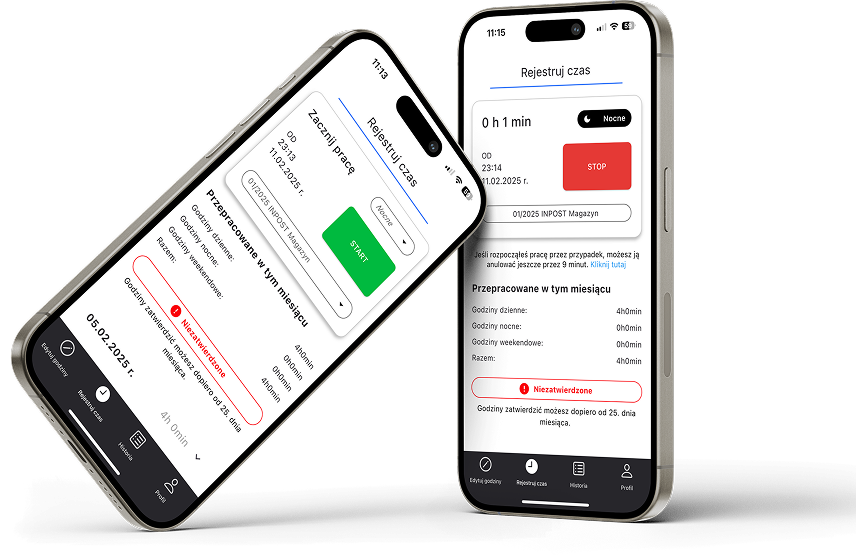 11:13
Rejestruj czas
Zacznij pracę
OD
23:13
11.02.2025 r.
Nocne
START
01/2025 INPOST Magazyn
Przepracowane w tym miesiącu
Godziny dzienne:
4h0min
Godziny nocne:
0h0min
Godziny weekendowe:
0h0min
Razem:
4h0min
Niezatwierdzone
Godziny zatwierdzić możesz dopiero od 25. dnia
miesiąca.
05.02.2025 r.
4h 0min
Edytuj godziny
Rejestruj czas
Historia
Profil
11:15
Rejestruj czas
0 h 1 min
Nocne
OD
23:14
11.02.2025 r.
STOP
01/2025 INPOST Magazyn
Jeśli rozpocząłeś pracę przez przypadek, możesz ją
anulować jeszcze przez 9 minut. Kliknij tutaj
Przepracowane w tym miesiącu
Godziny dzienne:
4h0min
Godziny nocne:
0h0min
Godziny weekendowe:
0h0min
Razem:
4h0min
Niezatwierdzone
Godziny zatwierdzić możesz dopiero od 25. dnia
miesiąca.
Edytuj godziny
Rejestruj czas
Historia
Profil